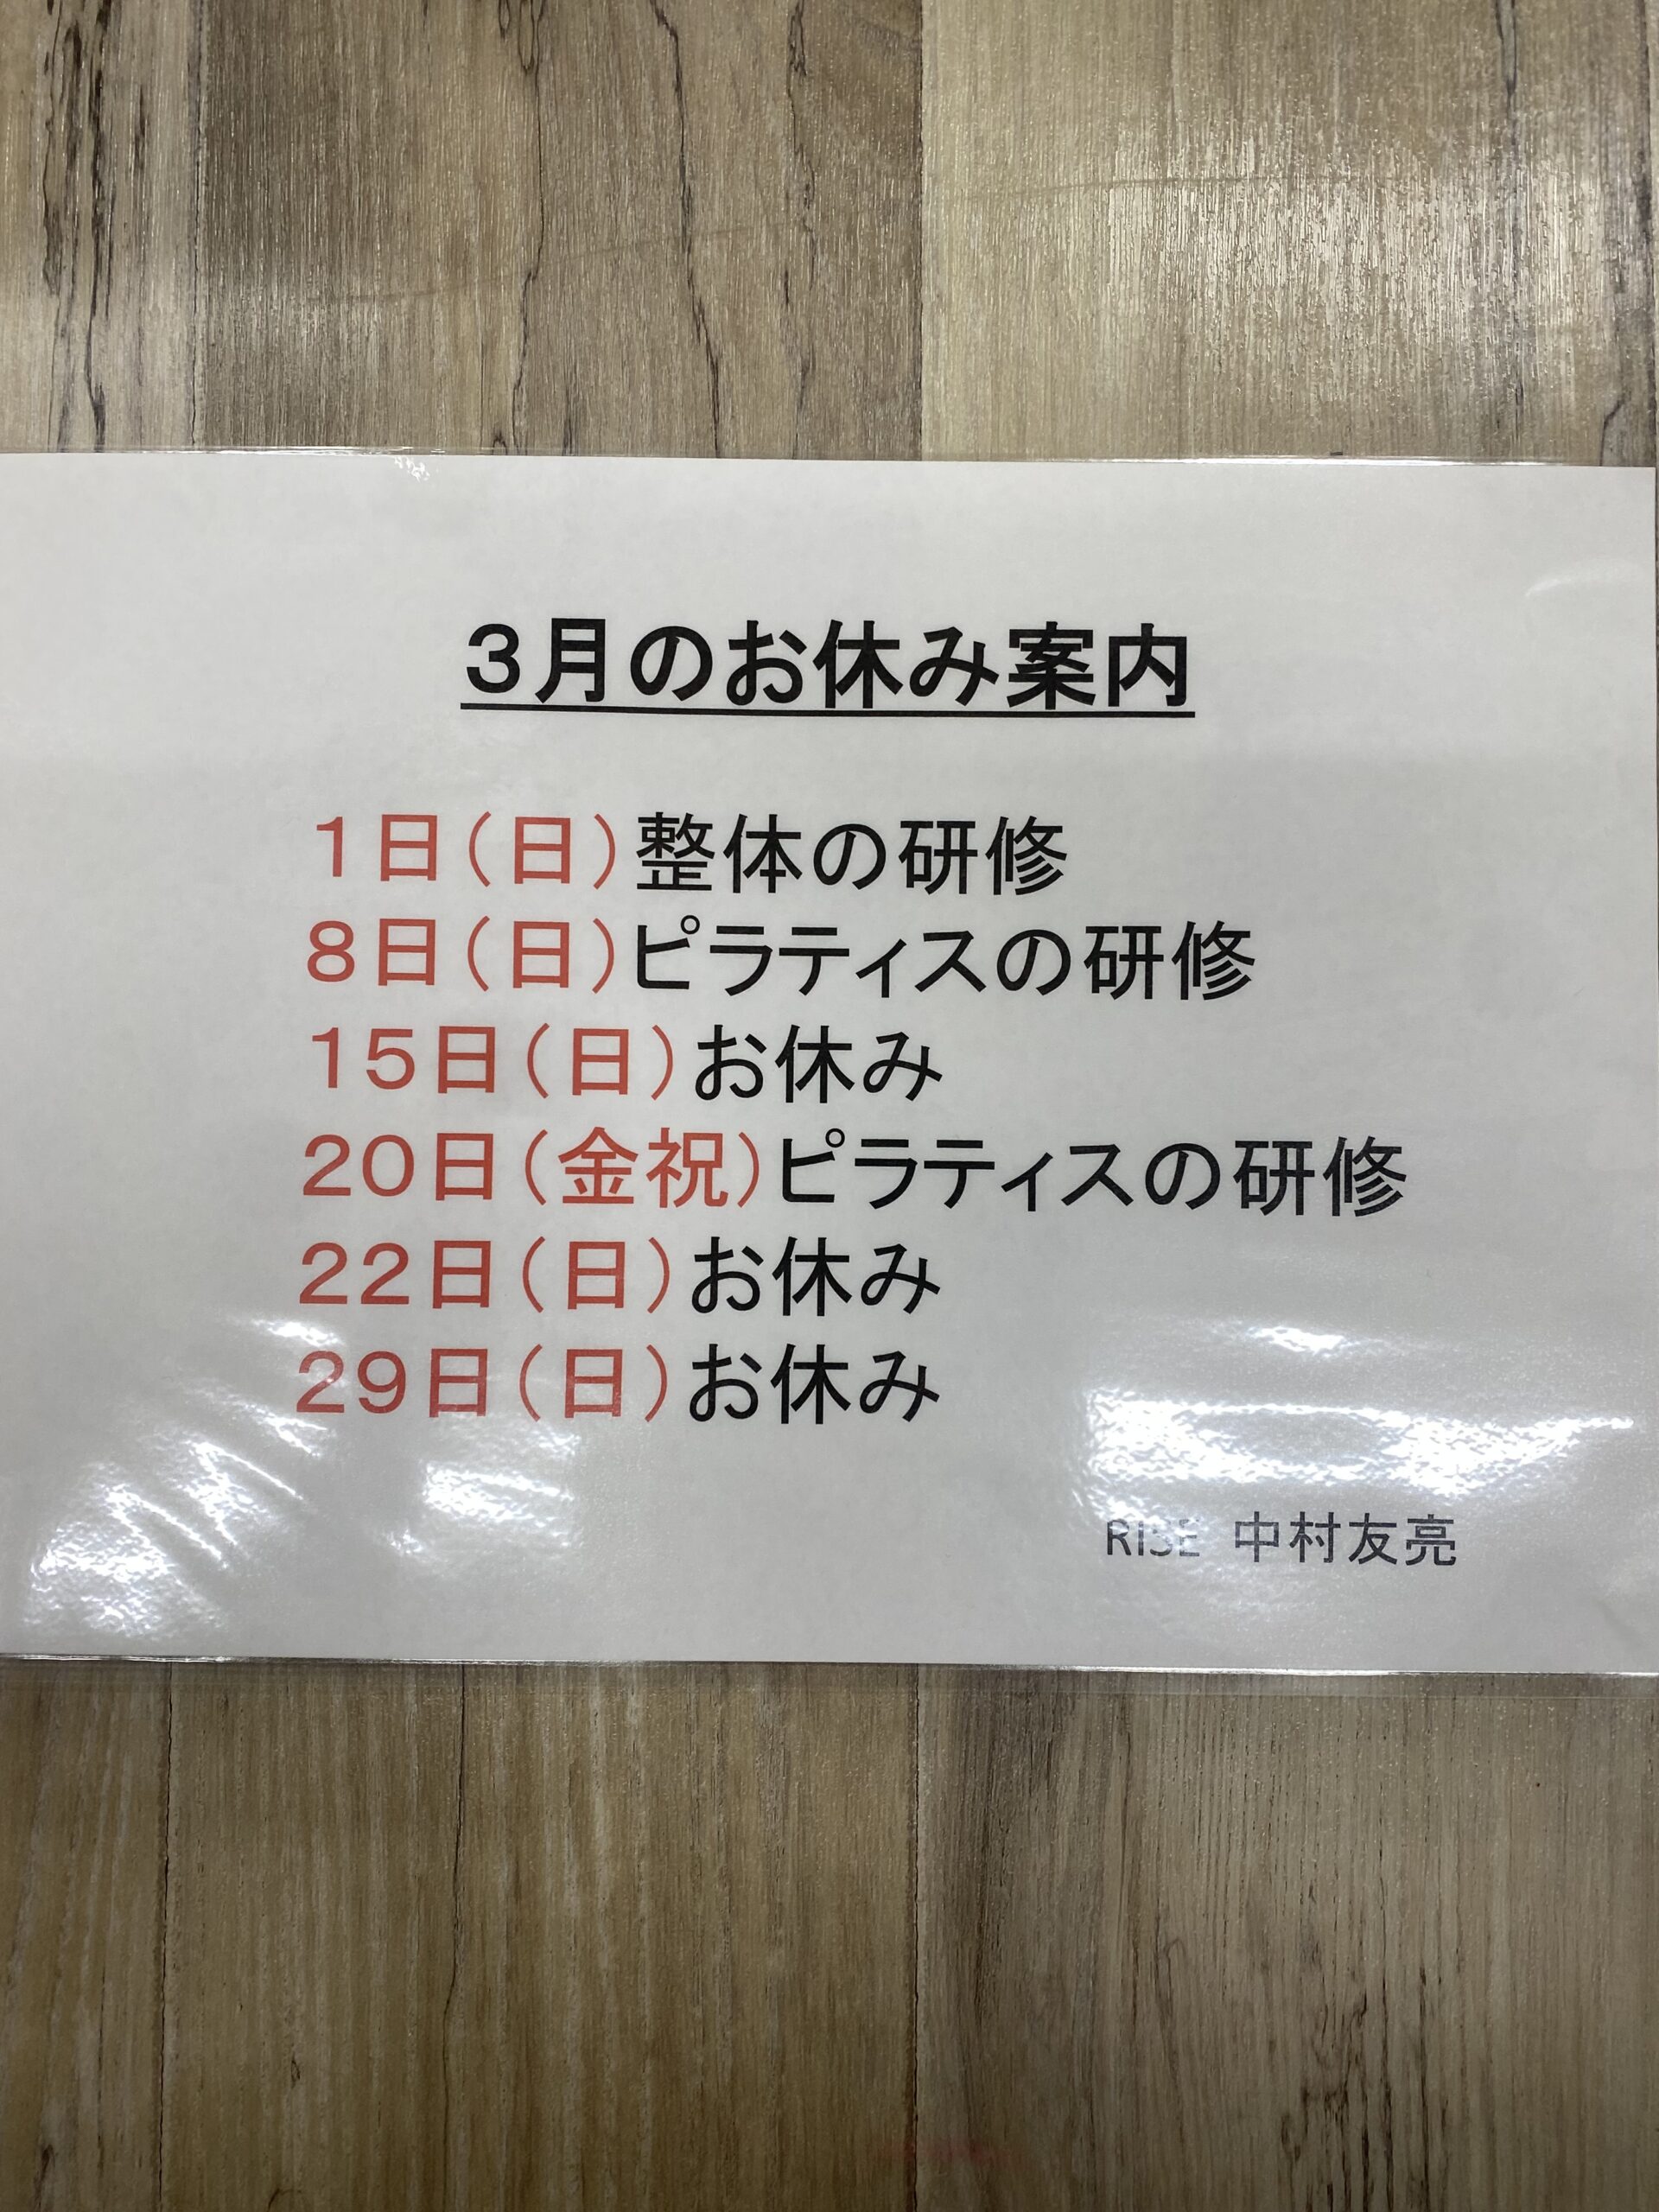 ３月のお休み案内
１日（日）整体の研修
８日（日）ピラティスの研修
１５日（日）お休み
２０日（金祝）ピラティスの研修
２２日（日）お休み
２９日（日）お休み
RISE　中村友亮